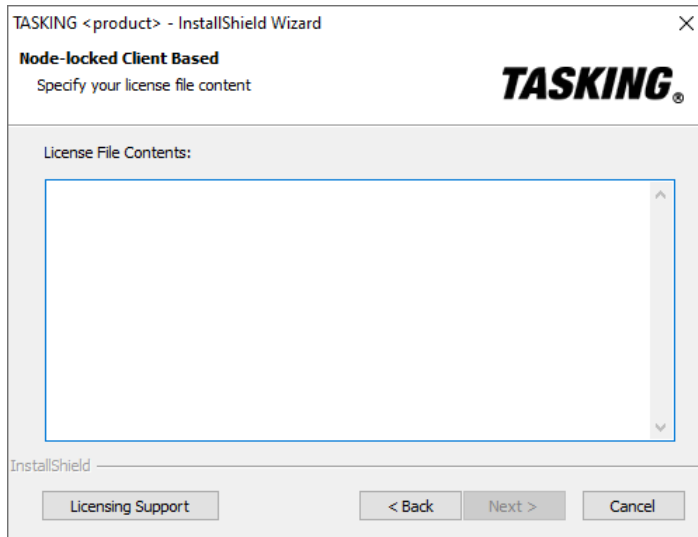 TASKING <product> - InstallShield Wizard
Node-locked Client Based
Specify your license file content
TASKING®
License File Contents:
InstallShield
Licensing Support
< Back
Next >
Cancel